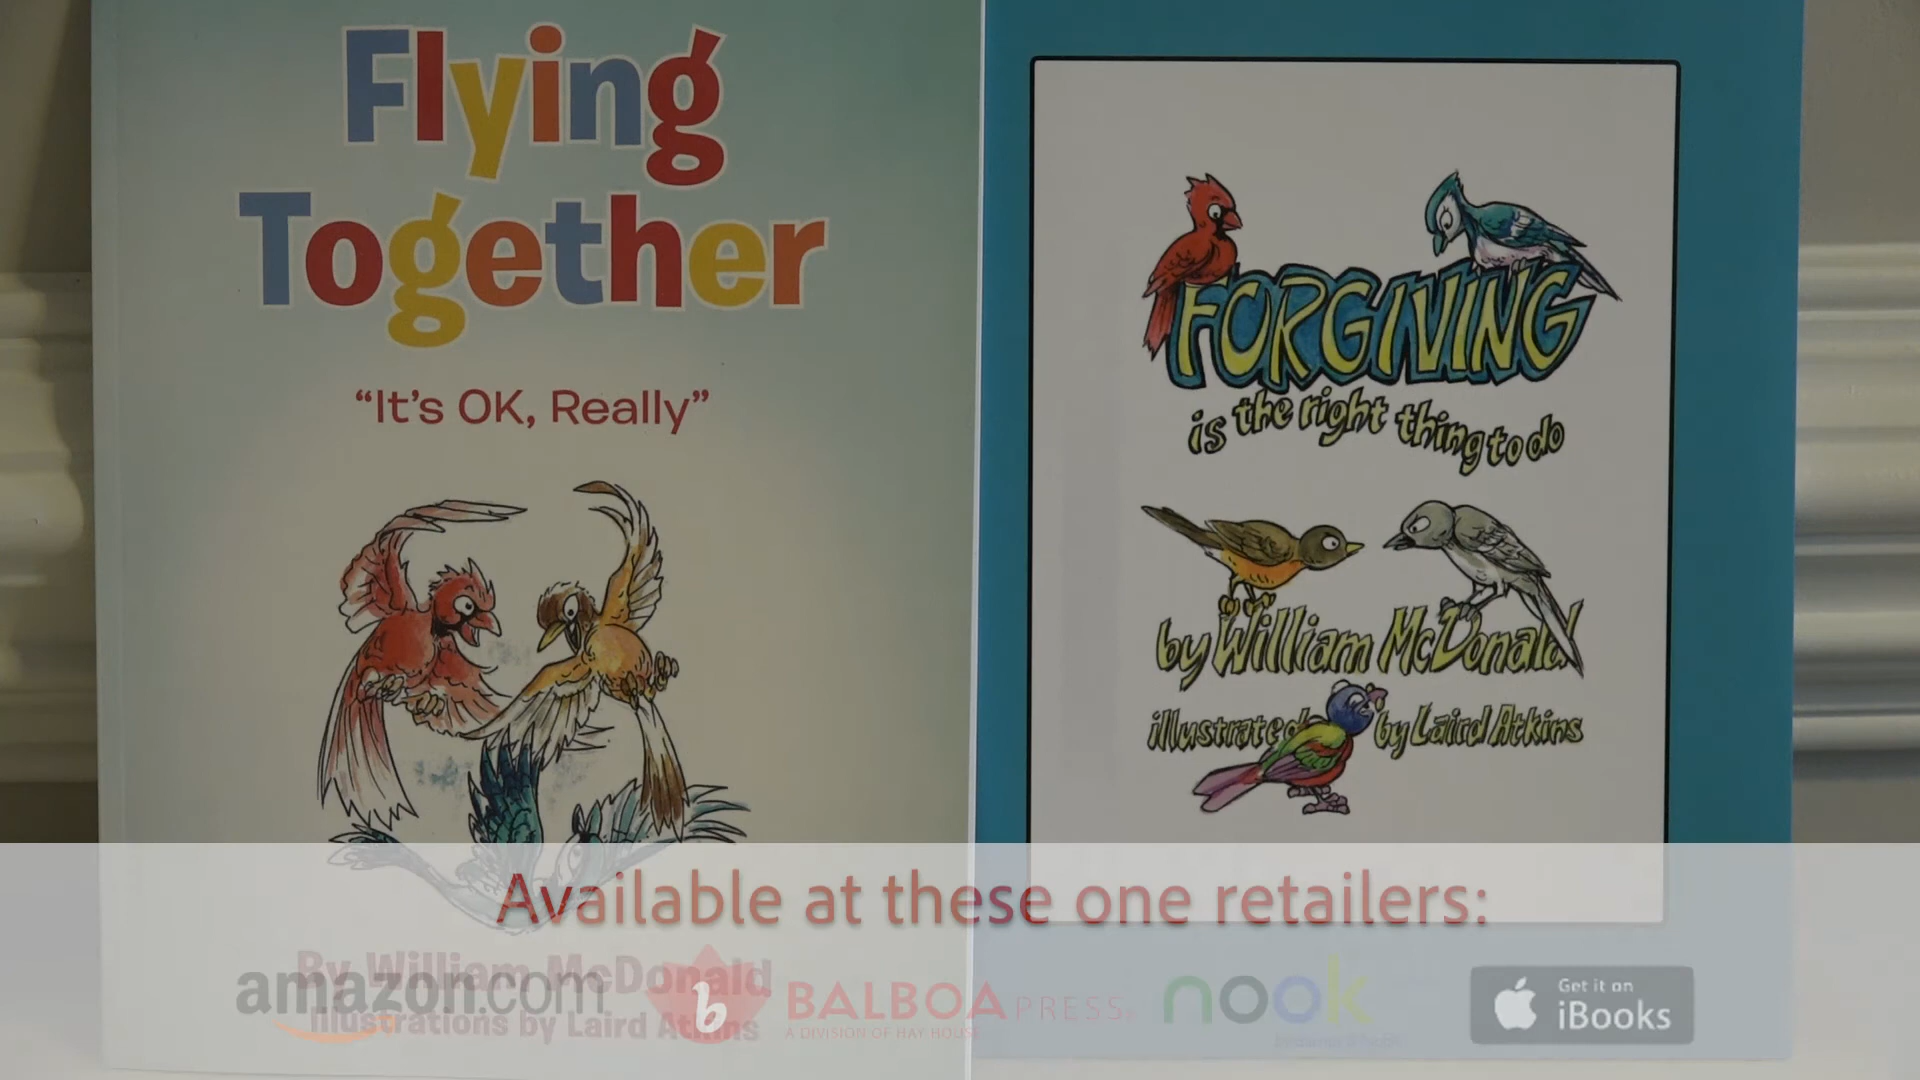 Flying
Together
“It’s OK, Really”
By William McDonald
Illustrations by Laird Atkins
FORGIVING
is the right thing to do
by William McDonald
illustrated by Laird Atkins
Available at these one retailers:
amazon.com
b BALBOA PRESS
A DIVISION OF HAY HOUSE
nook
Get it on
iBooks